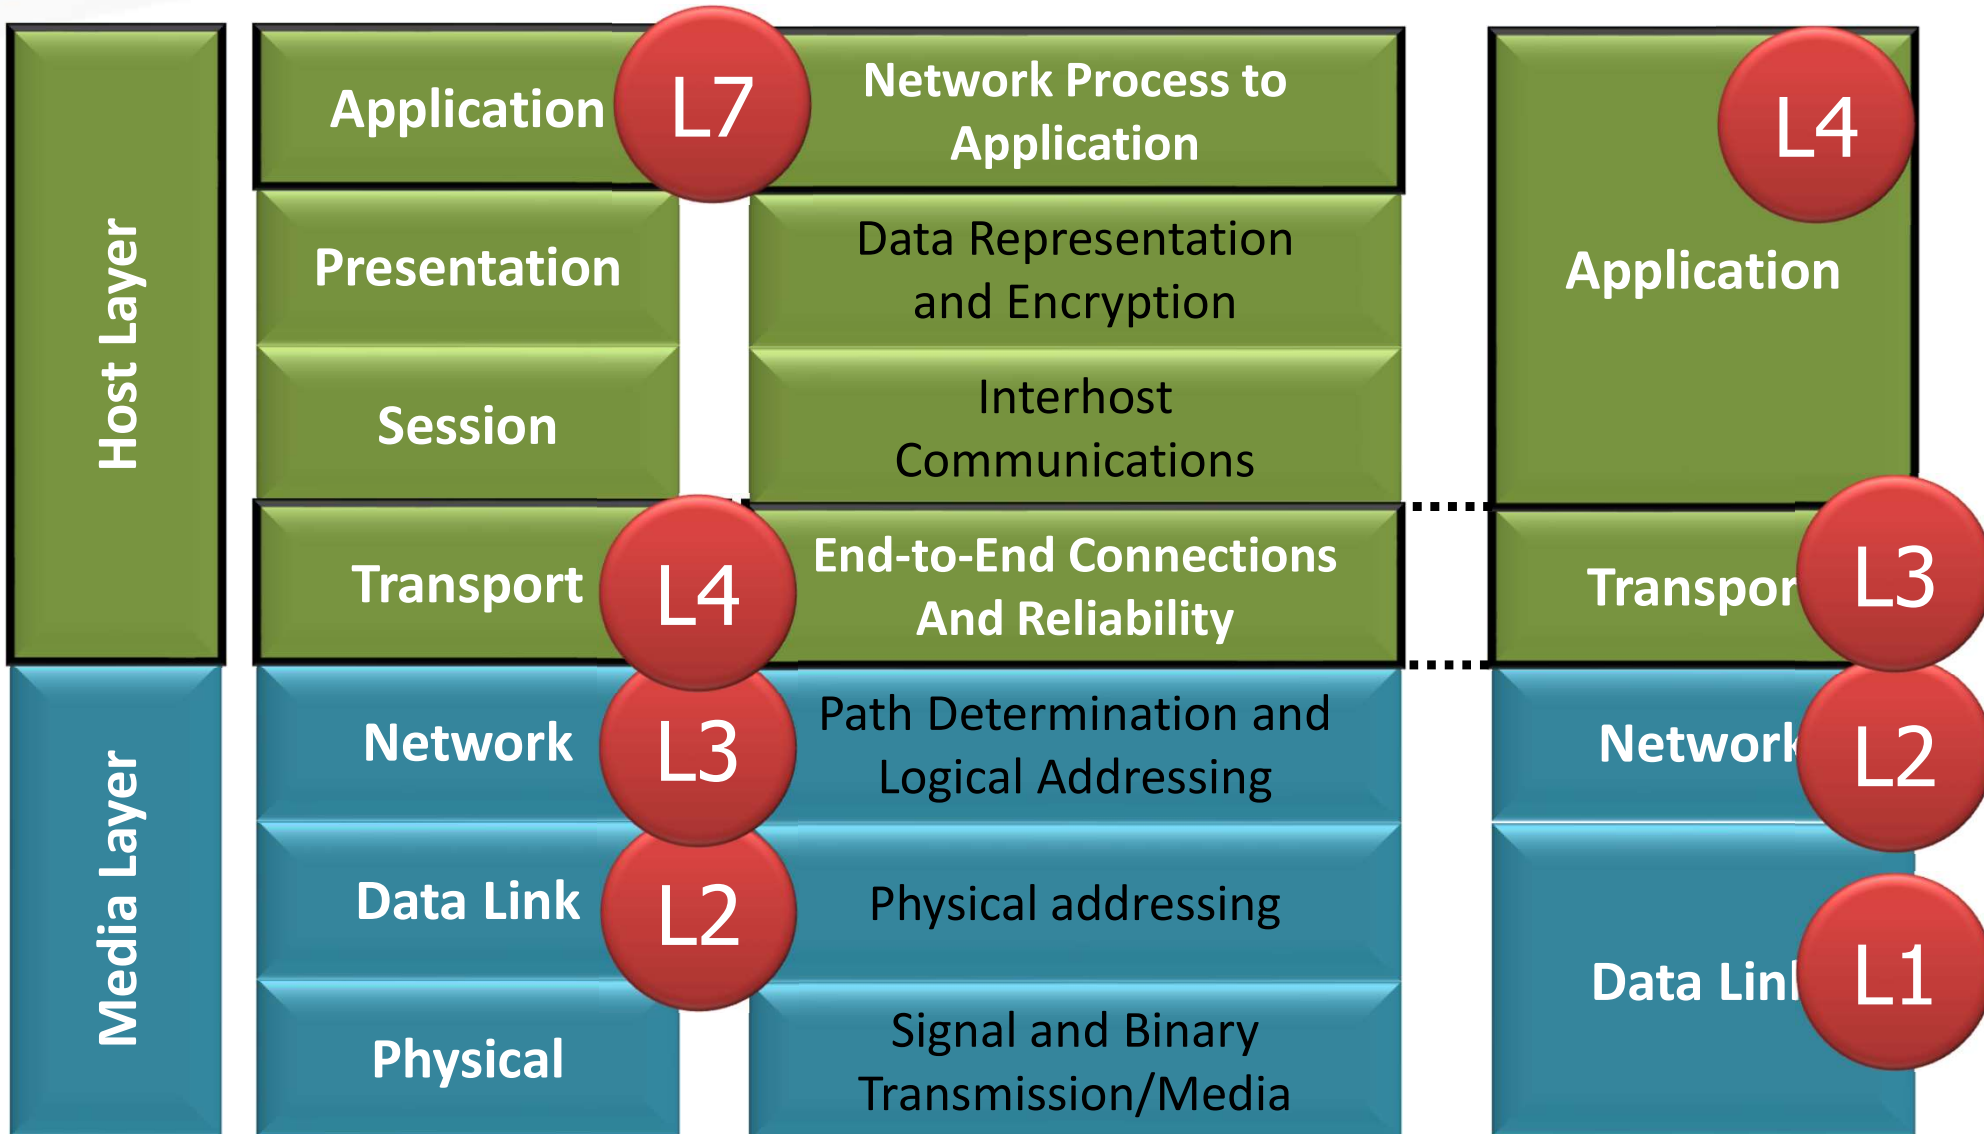 Host Layer
Media Layer
Application
L7
Network Process to
Application
Presentation
Data Representation
and Encryption
Session
Interhost
Communications
Transport
L4
End-to-End Connections
And Reliability
Network
L3
Path Determination and
Logical Addressing
Data Link
L2
Physical addressing
Physical
Signal and Binary
Transmission/Media
L4
Application
Transpor
L3
Network
L2
Data Link
L1